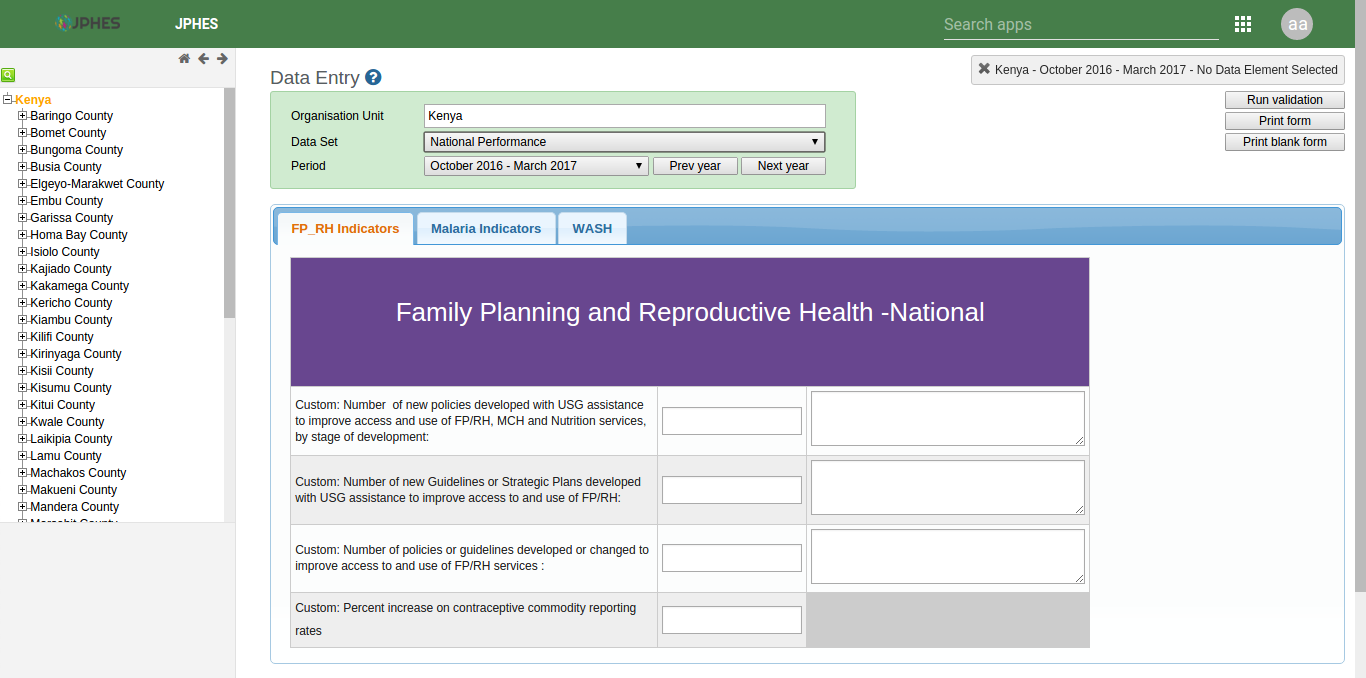 JPHES
JPHES
Search apps
aa
Kenya
Baringo County
Bomet County
Bungoma County
Busia County
Elgeyo-Marakwet County
Embu County
Garissa County
Homa Bay County
Isiolo County
Kajiado County
Kakamega County
Kericho County
Kiambu County
Kilifi County
Kirinyaga County
Kisii County
Kisumu County
Kitui County
Kwale County
Laikipia County
Lamu County
Machakos County
Makueni County
Mandera County
Data Entry ?
Kenya - October 2016 - March 2017 - No Data Element Selected
Organisation Unit
Kenya
Data Set
National Performance
Period
October 2016 - March 2017
Prev year
Next year
Run validation
Print form
Print blank form
FP_RH Indicators
Malaria Indicators
WASH
Family Planning and Reproductive Health -National
Custom: Number  of new policies developed with USG assistance
to improve access and use of FP/RH, MCH and Nutrition services,
by stage of development:
Custom: Number of new Guidelines or Strategic Plans developed
with USG assistance to improve access to and use of FP/RH:
Custom: Number of policies or guidelines developed or changed to
improve access to and use of FP/RH services :
Custom: Percent increase on contraceptive commodity reporting
rates